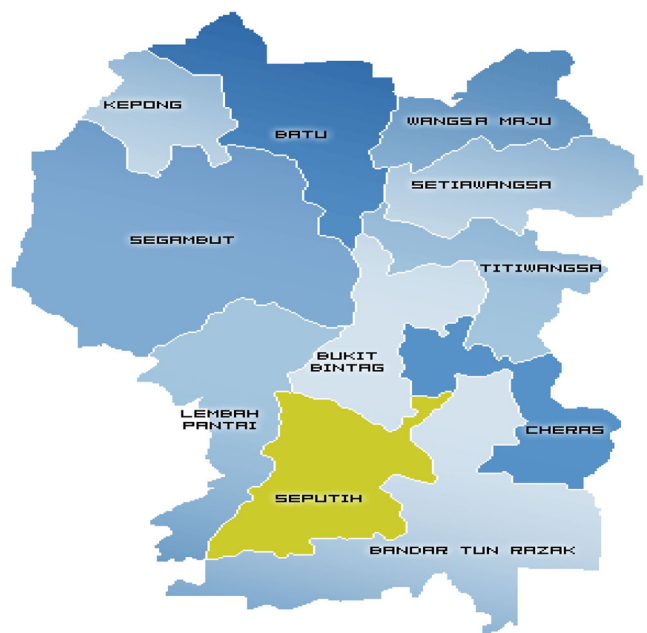 KEPONG
BATU
WANGSA MAJU
SETIAWANGSA
SEGAMBUT
TITIWANGSA
BUKIT
BINTAG
LEMBAH
PANTAI
CHERAS
SEPUTIH
BANDAR TUN RAZAK